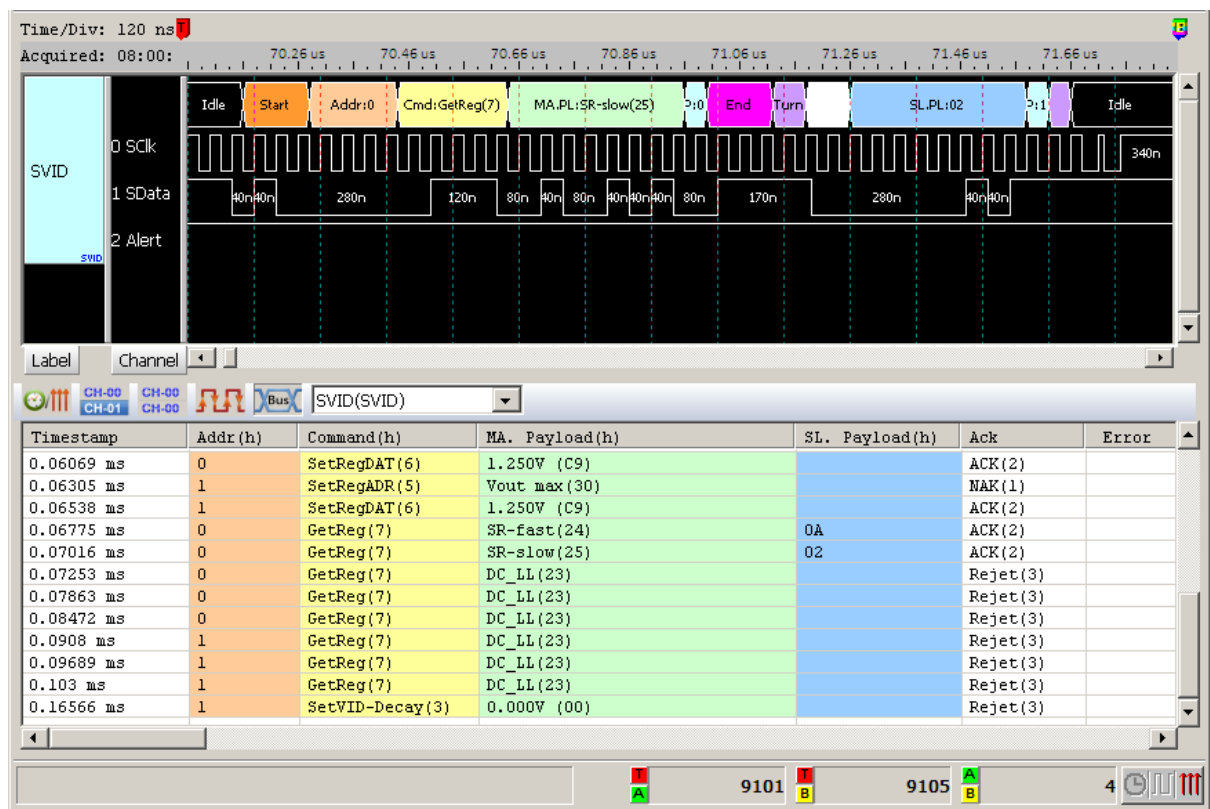 Time/Div: 120 ns T B
Acquired: 08:00: 70.26 us 70.46 us 70.66 us 70.86 us 71.06 us 71.26 us 71.46 us 71.66 us
Idle Start Addr:0 Cmd:GetReg(7) MA.PL:SR-slow(25) P:0 End Turn SL.PL:02 P:1 Idle
0 SClk 340n
SVID
1 SData 40n 40n 280n 120n 80n 40n 80n 40n 40n 40n 80n 170n 280n 40n 40n
2 Alert
SVID
Label Channel
CH-00 CH-00
CH-01 CH-00 Bus SVID(SVID)
Timestamp Addr(h) Command(h) MA. Payload(h) SL. Payload(h) Ack Error
0.06069 ms 0 SetRegDAT(6) 1.250V (C9) ACK(2)
0.06305 ms 1 SetRegADR(5) Vout max(30) NAK(1)
0.06538 ms 1 SetRegDAT(6) 1.250V (C9) ACK(2)
0.06775 ms 0 GetReg(7) SR-fast(24) 0A ACK(2)
0.07016 ms 0 GetReg(7) SR-slow(25) 02 ACK(2)
0.07253 ms 0 GetReg(7) DC_LL(23) Rejet(3)
0.07863 ms 0 GetReg(7) DC_LL(23) Rejet(3)
0.08472 ms 0 GetReg(7) DC_LL(23) Rejet(3)
0.0908 ms 1 GetReg(7) DC_LL(23) Rejet(3)
0.09689 ms 1 GetReg(7) DC_LL(23) Rejet(3)
0.103 ms 1 GetReg(7) DC_LL(23) Rejet(3)
0.16566 ms 1 SetVID-Decay(3) 0.000V (00) Rejet(3)
T A 9101 T B 9105 A B 4